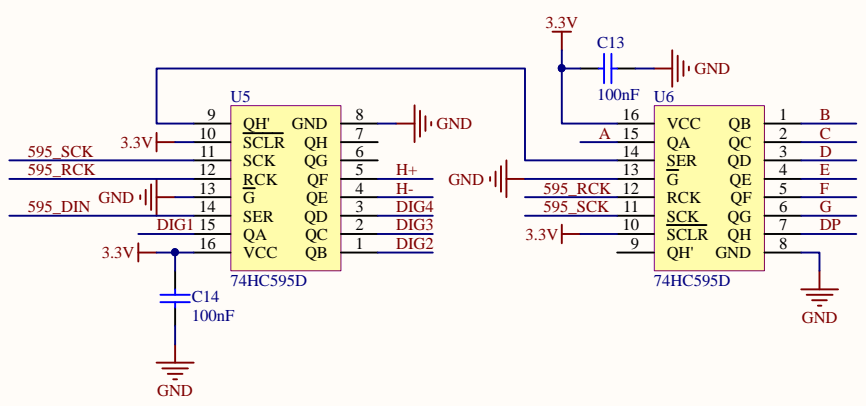 3.3V
C13
GND
100nF
U5
9 QH' GND 8 GND
3.3V 10 SCLR QH 7
595_SCK 11 SCK QG 6
595_RCK 12 RCK QF 5 H+
GND 13 G QE 4 H-
595_DIN 14 SER QD 3 DIG4
DIG1 15 QA QC 2 DIG3
3.3V 16 VCC QB 1 DIG2
74HC595D
C14
100nF
GND
U6
16 VCC QB 1 B
A 15 QA QC 2 C
14 SER QD 3 D
GND 13 G QE 4 E
595_RCK 12 RCK QF 5 F
595_SCK 11 SCK QG 6 G
3.3V 10 SCLR QH 7 DP
9 QH' GND 8
74HC595D
GND